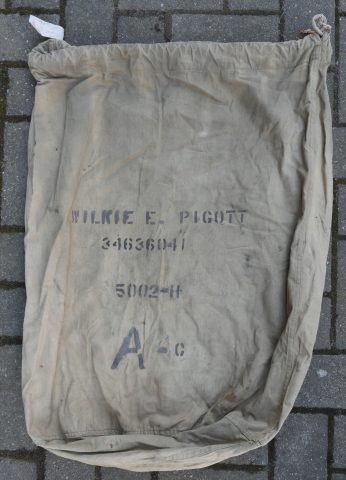 WILKIE E. PIGOTT
34636041
5002-H
A-C